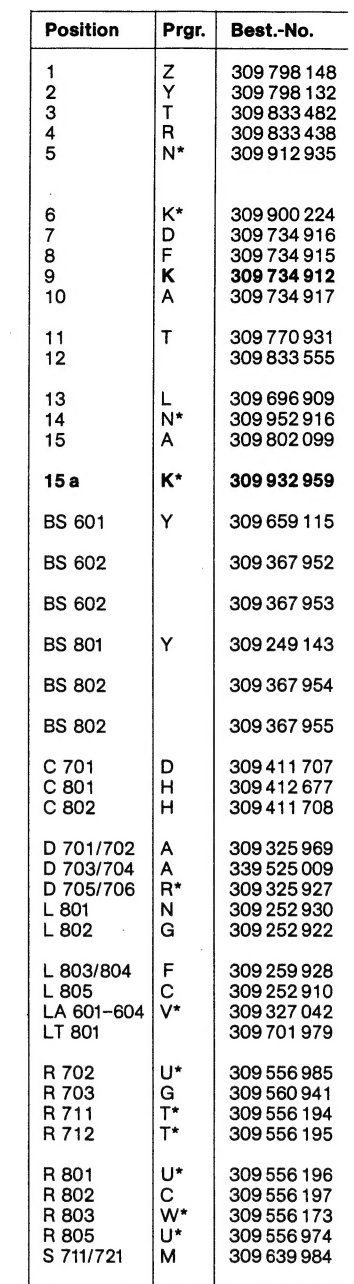 Position Prgr. Best.-No.
1 Z 309 798 148
2 Y 309 798 132
3 T 309 833 482
4 R 309 833 438
5 N* 309 912 935
6 K* 309 900 224
7 D 309 734 916
8 F 309 734 915
9 K 309 734 912
10 A 309 734 917
11 T 309 770 931
12 309 833 555
13 L 309 696 909
14 N* 309 952 916
15 A 309 802 099
15 a K* 309 932 959
BS 601 Y 309 659 115
BS 602 309 367 952
BS 602 309 367 953
BS 801 Y 309 249 143
BS 802 309 367 954
BS 802 309 367 955
C 701 D 309 411 707
C 801 H 309 412 677
C 802 H 309 411 708
D 701/702 A 309 325 969
D 703/704 A 339 525 009
D 705/706 R* 309 325 927
L 801 N 309 252 930
L 802 G 309 252 922
L 803/804 F 309 259 928
L 805 C 309 252 910
LA 601–604 V* 309 327 042
LT 801 309 701 979
R 702 U* 309 556 985
R 703 G 309 560 941
R 711 T* 309 556 194
R 712 T* 309 556 195
R 801 U* 309 556 196
R 802 C 309 556 197
R 803 W* 309 556 173
R 805 U* 309 556 974
S 711/721 M 309 639 984